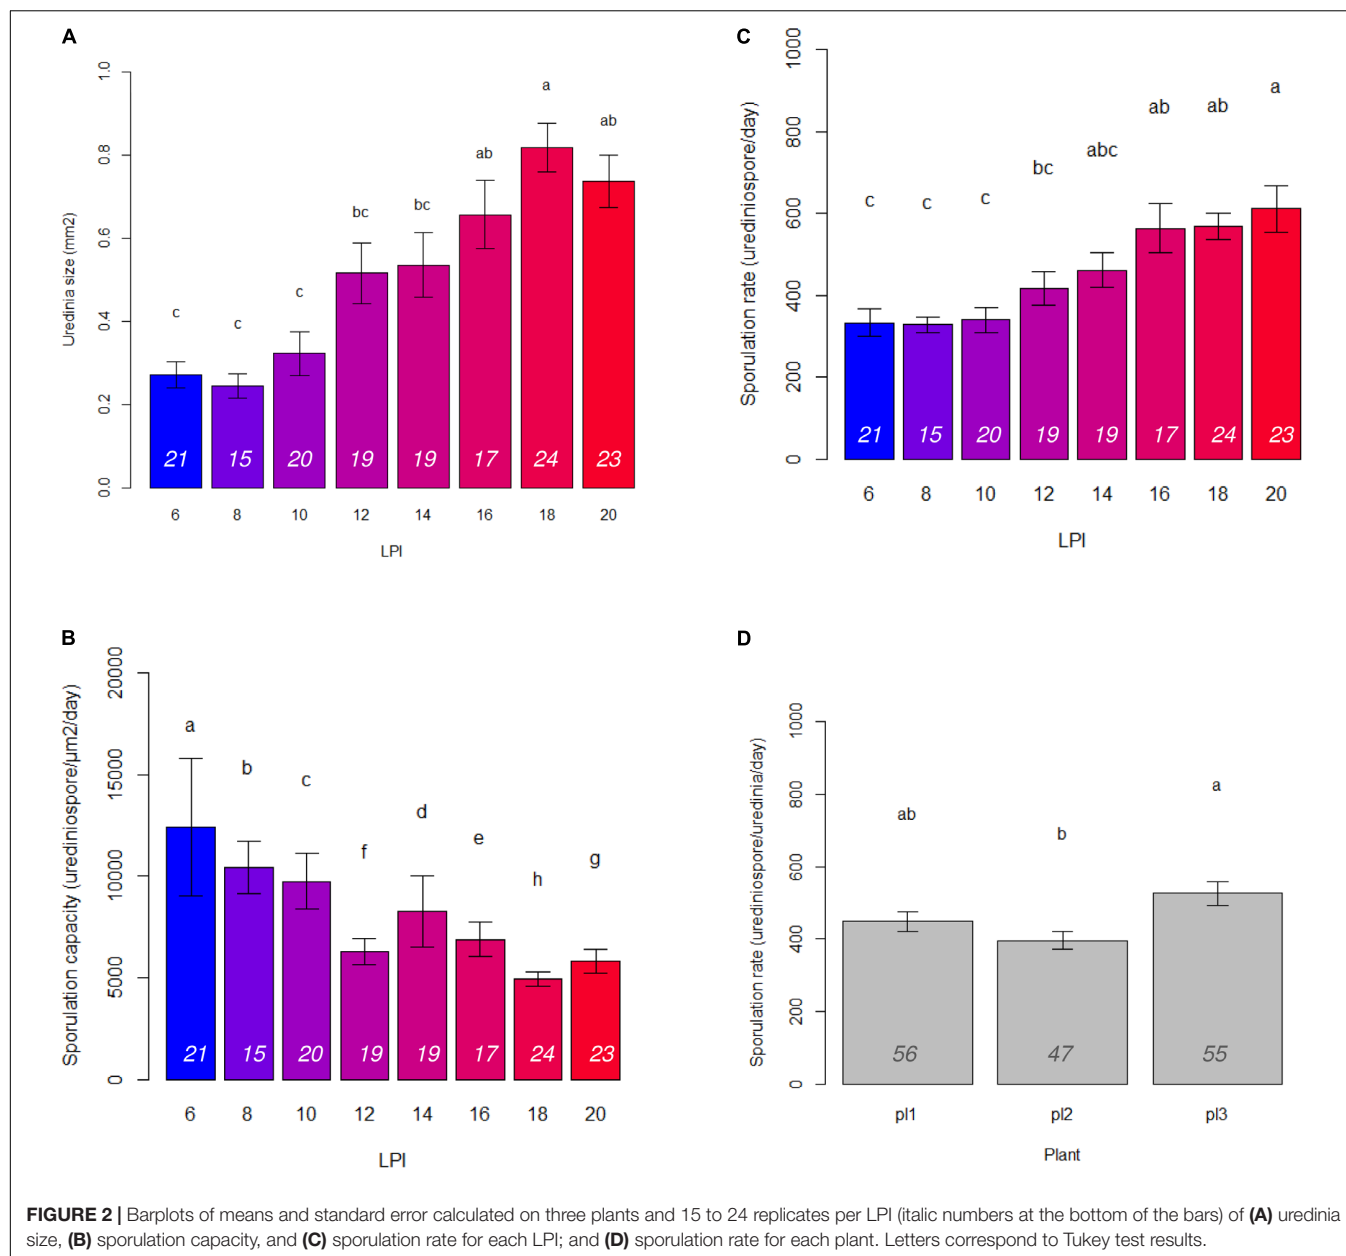 A
Uredinia size (mm2)
1.0
0.8
0.6
0.4
0.2
0.0
c c c bc bc ab a ab
21 15 20 19 19 17 24 23
6 8 10 12 14 16 18 20
LPI
C
Sporulation rate (urediniospore/day)
1000
800
600
400
200
0
c c c bc abc ab ab a
21 15 20 19 19 17 24 23
6 8 10 12 14 16 18 20
LPI
B
Sporulation capacity (urediniospore/µm2/day)
20000
15000
10000
5000
0
a b c f d e h g
21 15 20 19 19 17 24 23
6 8 10 12 14 16 18 20
LPI
D
Sporulation rate (urediniospore/uredinia/day)
1000
800
600
400
200
0
ab b a
56 47 55
pl1 pl2 pl3
Plant
FIGURE 2 | Barplots of means and standard error calculated on three plants and 15 to 24 replicates per LPI (italic numbers at the bottom of the bars) of (A) uredinia
size, (B) sporulation capacity, and (C) sporulation rate for each LPI; and (D) sporulation rate for each plant. Letters correspond to Tukey test results.